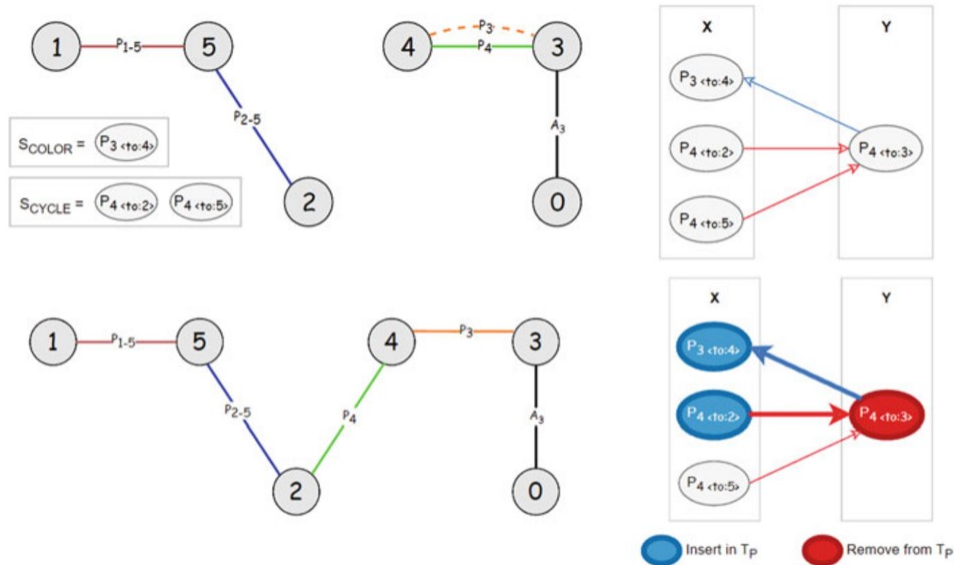 1 P1-5 5 P2-5 2
4 P3 P4 3 A3 0
SCOLOR = P3 <to:4>
SCYCLE = P4 <to:2> P4 <to:5>
X Y
P3 <to:4>
P4 <to:2> P4 <to:3>
P4 <to:5>
1 P1-5 5 P2-5 2 P4 4 P3 3 A3 0
X Y
P3 <to:4>
P4 <to:2> P4 <to:3>
P4 <to:5>
Insert in TP Remove from TP